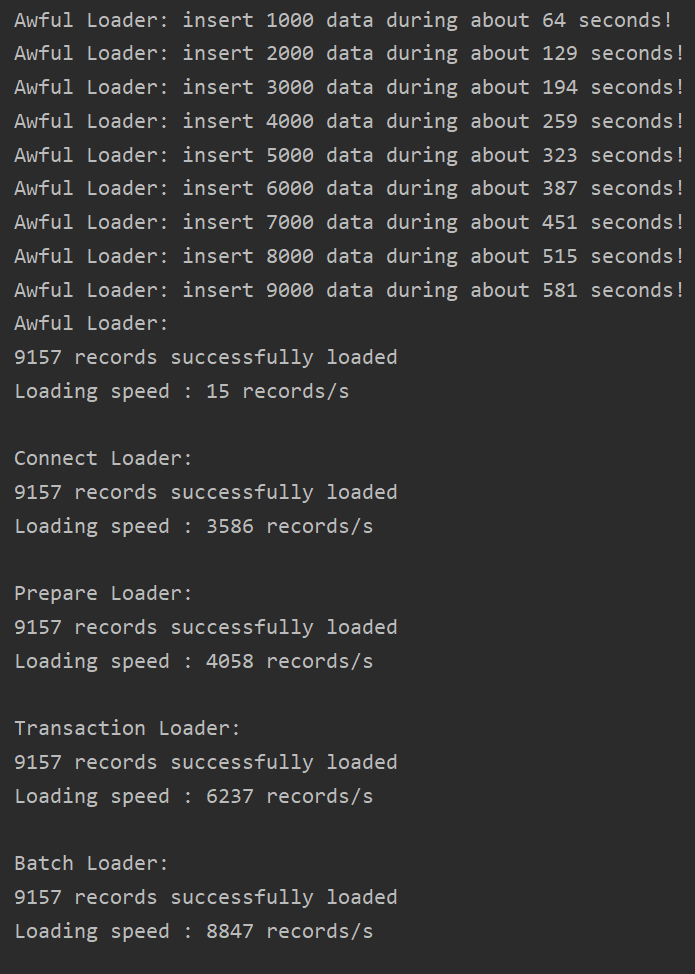 Awful Loader: insert 1000 data during about 64 seconds!
Awful Loader: insert 2000 data during about 129 seconds!
Awful Loader: insert 3000 data during about 194 seconds!
Awful Loader: insert 4000 data during about 259 seconds!
Awful Loader: insert 5000 data during about 323 seconds!
Awful Loader: insert 6000 data during about 387 seconds!
Awful Loader: insert 7000 data during about 451 seconds!
Awful Loader: insert 8000 data during about 515 seconds!
Awful Loader: insert 9000 data during about 581 seconds!
Awful Loader:
9157 records successfully loaded
Loading speed : 15 records/s
Connect Loader:
9157 records successfully loaded
Loading speed : 3586 records/s
Prepare Loader:
9157 records successfully loaded
Loading speed : 4058 records/s
Transaction Loader:
9157 records successfully loaded
Loading speed : 6237 records/s
Batch Loader:
9157 records successfully loaded
Loading speed : 8847 records/s